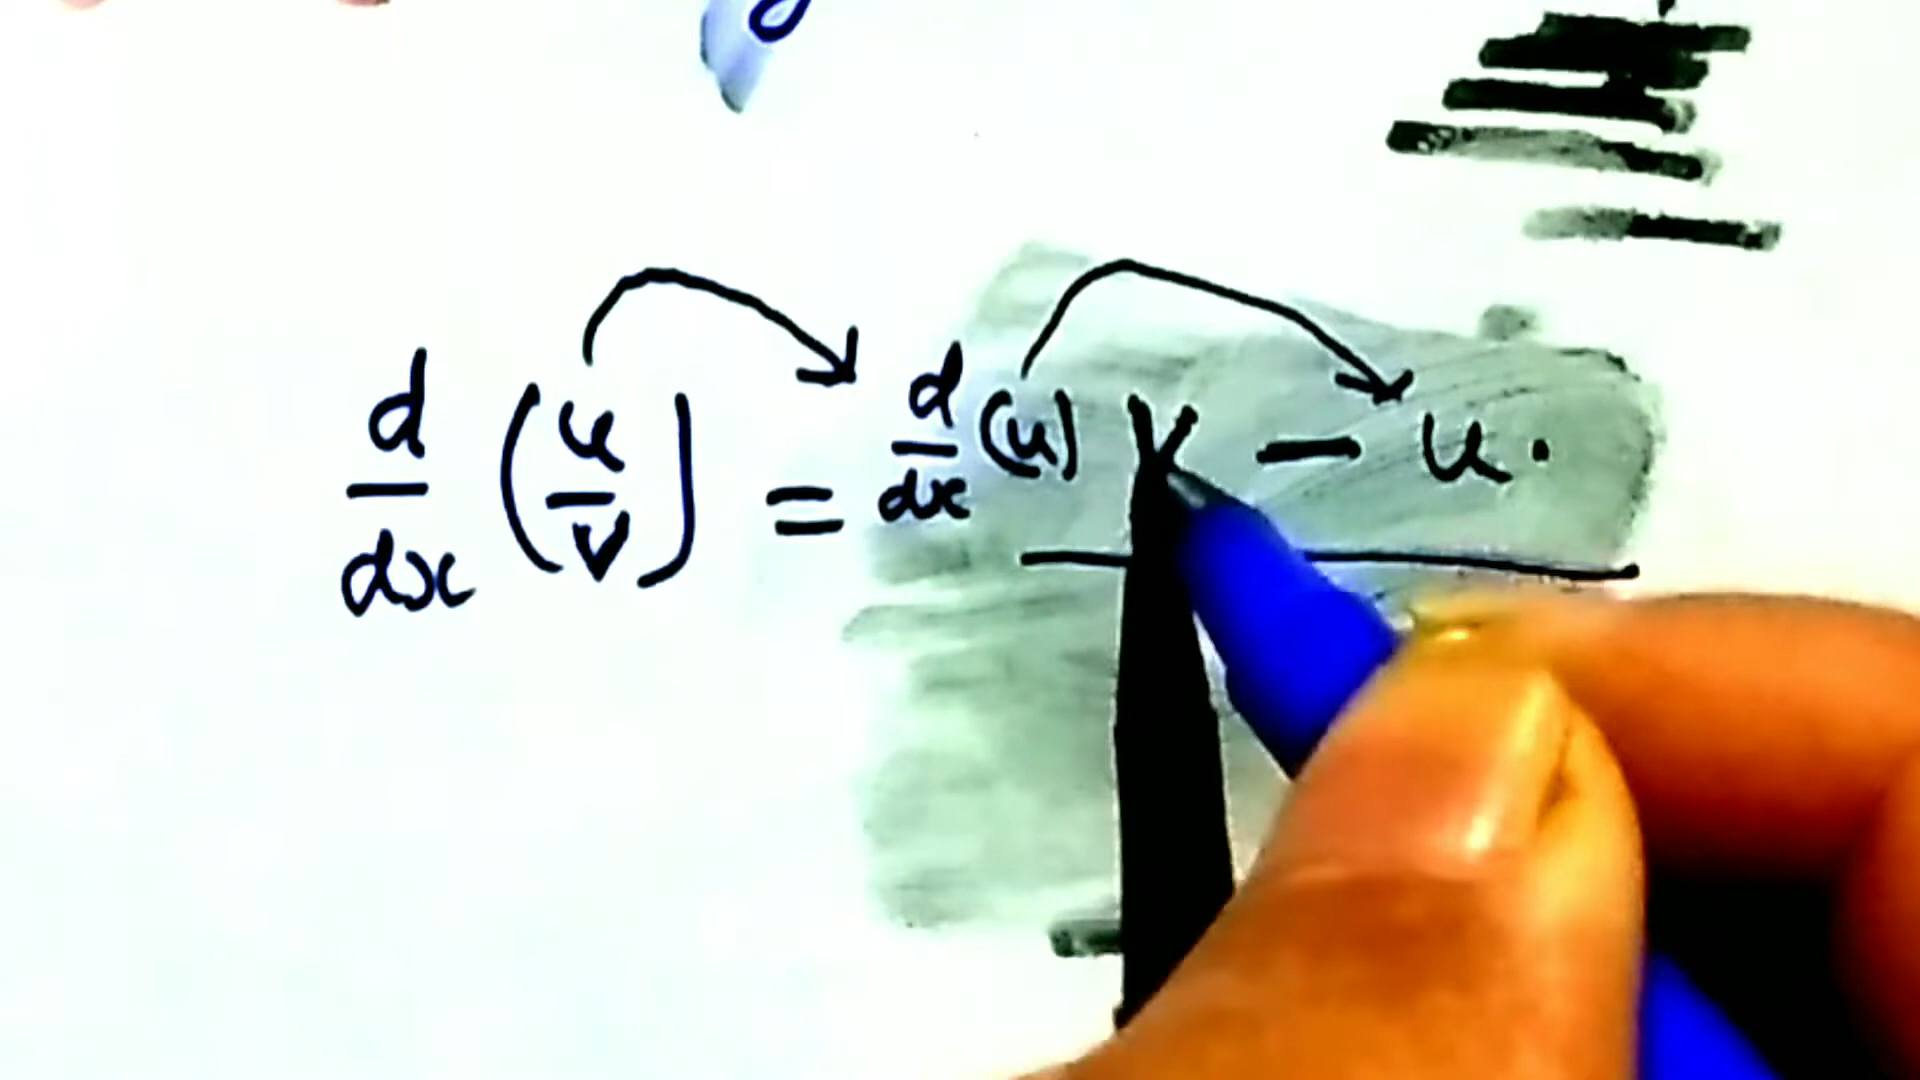 d/dx (u/v) = d/dx (u) v - u ·